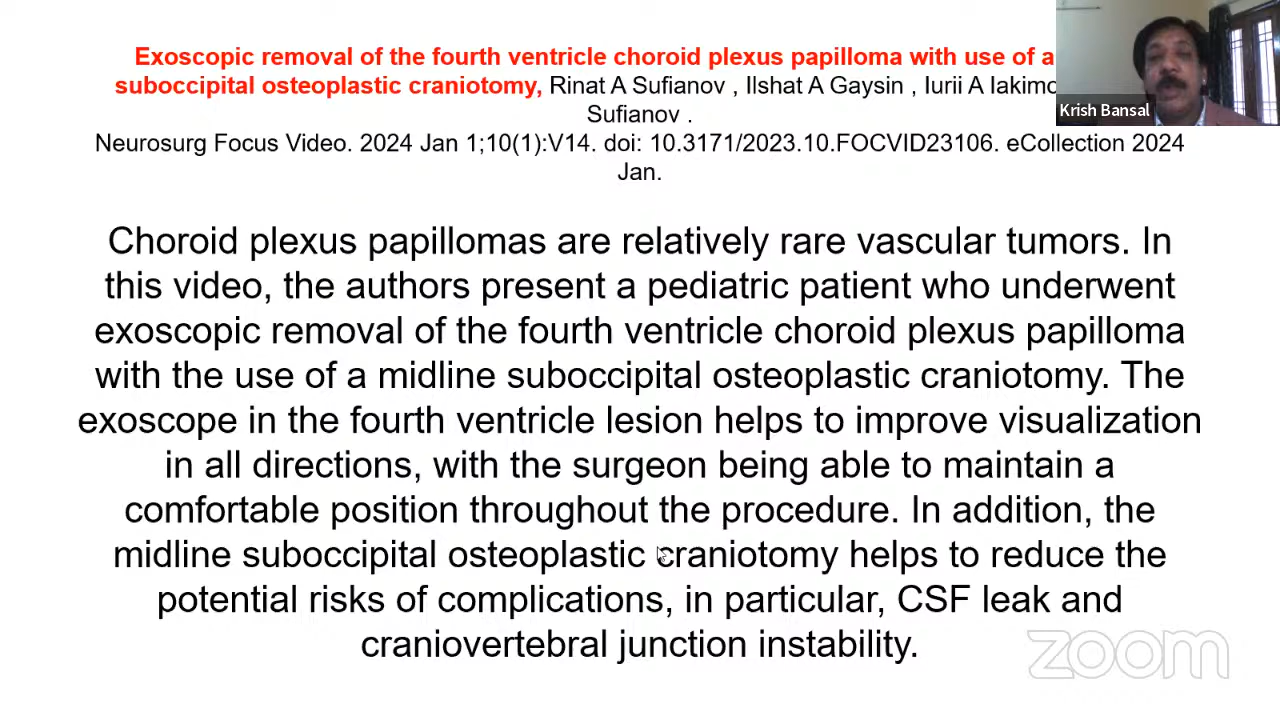 Exoscopic removal of the fourth ventricle choroid plexus papilloma with use of a
suboccipital osteoplastic craniotomy, Rinat A Sufianov , Ilshat A Gaysin , Iurii A Iakimo
Sufianov .
Neurosurg Focus Video. 2024 Jan 1;10(1):V14. doi: 10.3171/2023.10.FOCVID23106. eCollection 2024
Jan.
Krish Bansal
Choroid plexus papillomas are relatively rare vascular tumors. In
this video, the authors present a pediatric patient who underwent
exoscopic removal of the fourth ventricle choroid plexus papilloma
with the use of a midline suboccipital osteoplastic craniotomy. The
exoscope in the fourth ventricle lesion helps to improve visualization
in all directions, with the surgeon being able to maintain a
comfortable position throughout the procedure. In addition, the
midline suboccipital osteoplastic craniotomy helps to reduce the
potential risks of complications, in particular, CSF leak and
craniovertebral junction instability.
zoom